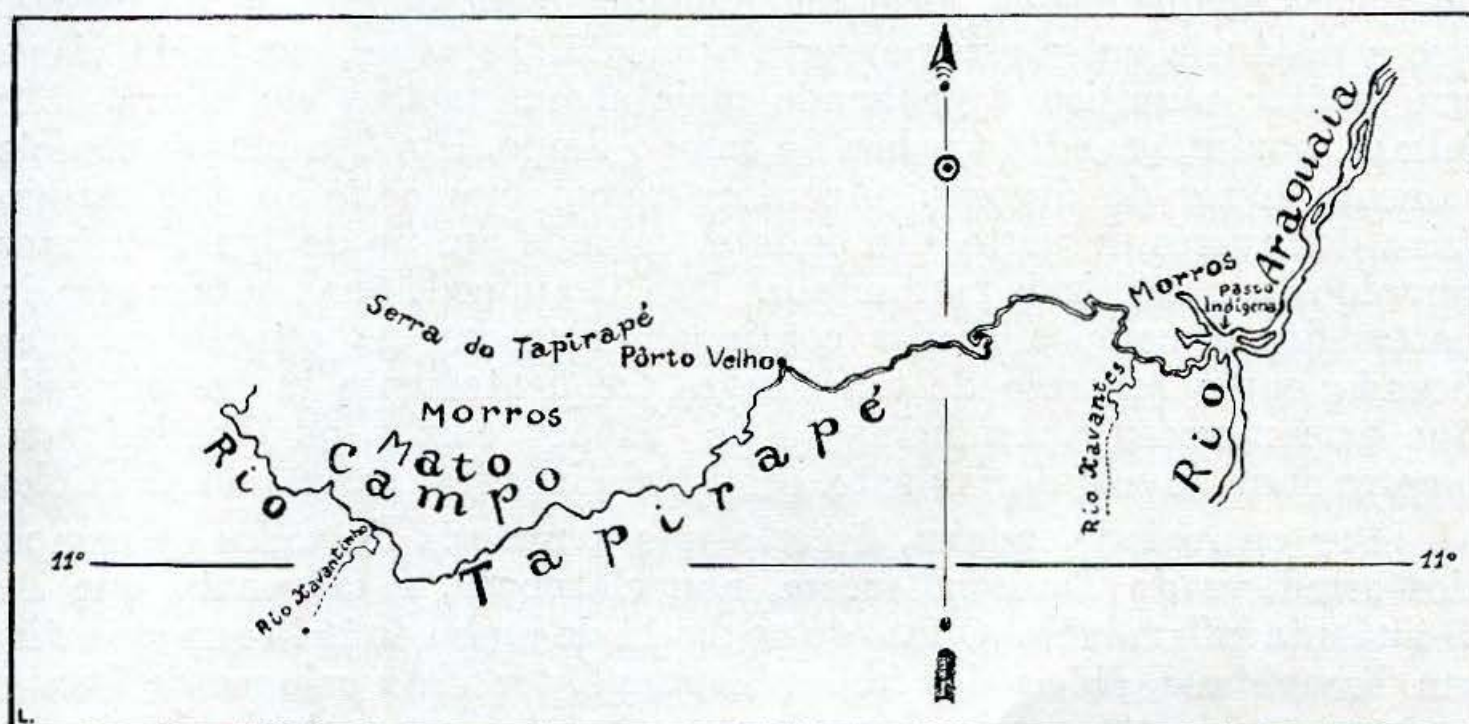 Rio Araguaia
Morros
Pasto
Indígena
Serra do Tapirapé
Pôrto Velho
Morros
Mato
Campo
Rio Tapirapé
Rio Xavantes
Rio Xavantinho
11°
11°
L.